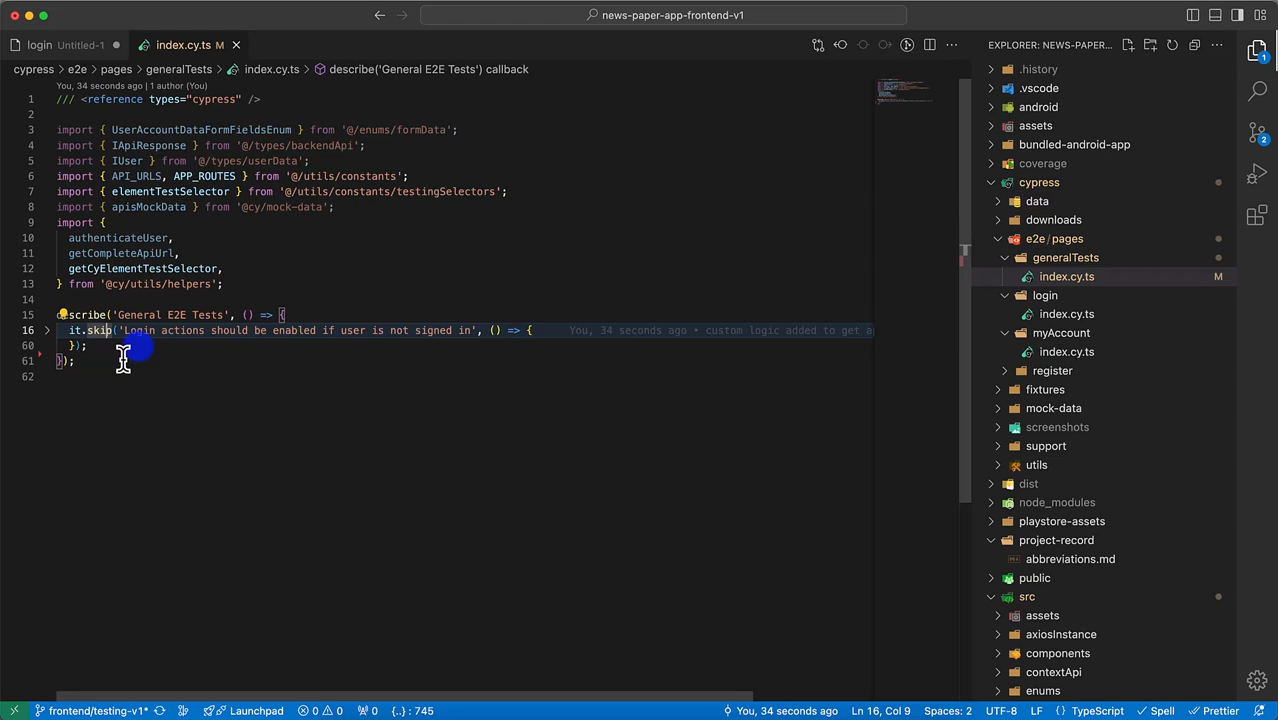 news-paper-app-frontend-v1
login Untitled-1
index.cy.ts M
EXPLORER: NEWS-PAPER...
cypress > e2e > pages > generalTests > index.cy.ts > describe('General E2E Tests') callback
You, 34 seconds ago | 1 author (You)
1 /// <reference types="cypress" />
2
3 import { UserAccountDataFormFieldsEnum } from '@/enums/formData';
4 import { IApiResponse } from '@/types/backendApi';
5 import { IUser } from '@/types/userData';
6 import { API_URLS, APP_ROUTES } from '@/utils/constants';
7 import { elementTestSelector } from '@/utils/constants/testingSelectors';
8 import { apisMockData } from '@cy/mock-data';
9 import {
10 authenticateUser,
11 getCompleteApiUrl,
12 getCyElementTestSelector,
13 } from '@cy/utils/helpers';
14
15 describe('General E2E Tests', () => {
16 it.skip('Login actions should be enabled if user is not signed in', () => { You, 34 seconds ago • custom logic added to get a
60 });
61 });
62
.history
.vscode
android
assets
bundled-android-app
coverage
cypress
data
downloads
e2e / pages
generalTests
index.cy.ts M
login
index.cy.ts
myAccount
index.cy.ts
register
fixtures
mock-data
screenshots
support
utils
dist
node_modules
playstore-assets
project-record
abbreviations.md
public
src
assets
axiosInstance
components
contextApi
enums
1
2
frontend/testing-v1* Launchpad 0 0 0 {..} : 745 You, 34 seconds ago Ln 16, Col 9 Spaces: 2 UTF-8 LF { } TypeScript Spell Prettier